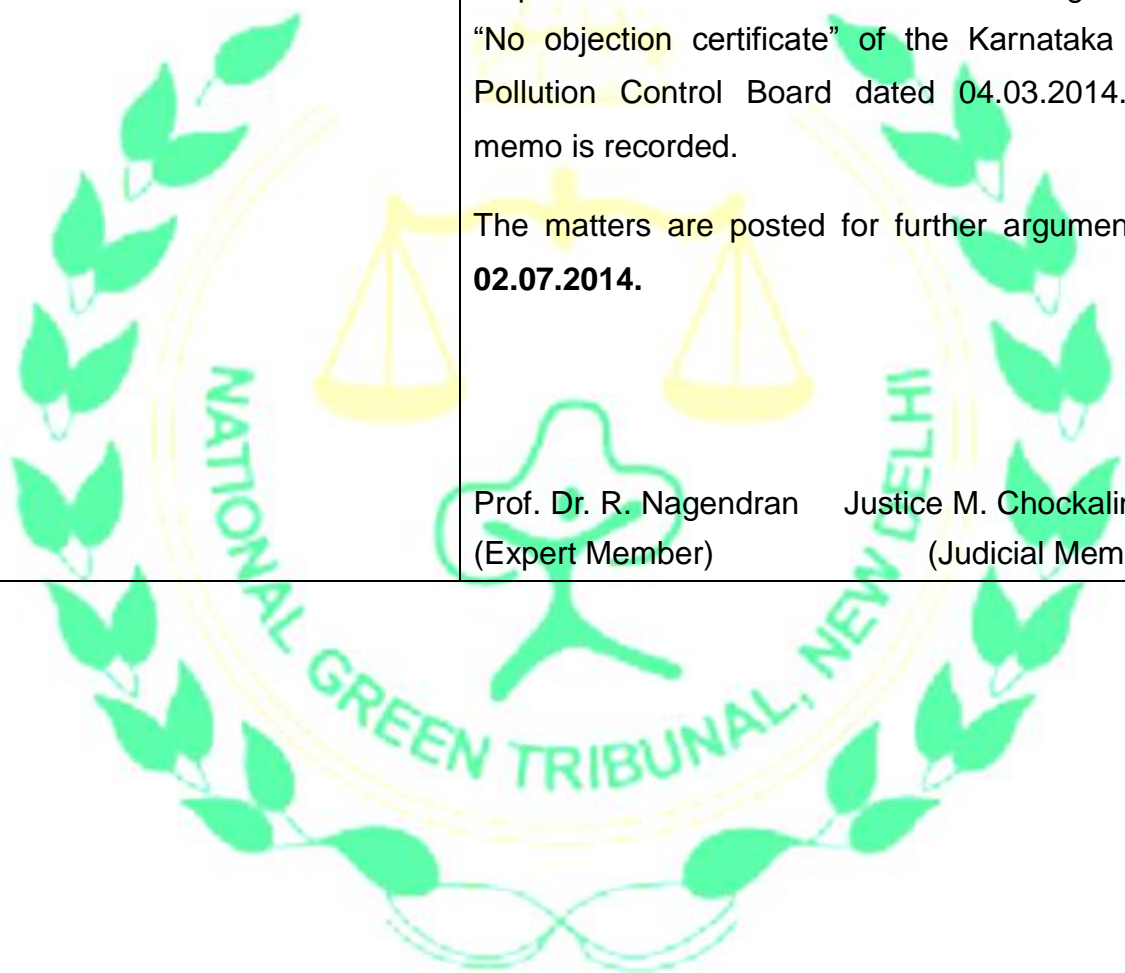 “No objection certificate” of the Karnataka
Pollution Control Board dated 04.03.2014.
memo is recorded.
The matters are posted for further argumen
02.07.2014.
Prof. Dr. R. Nagendran Justice M. Chockalin
(Expert Member) (Judicial Mem
NATIONAL GREEN TRIBUNAL, NEW DELHI